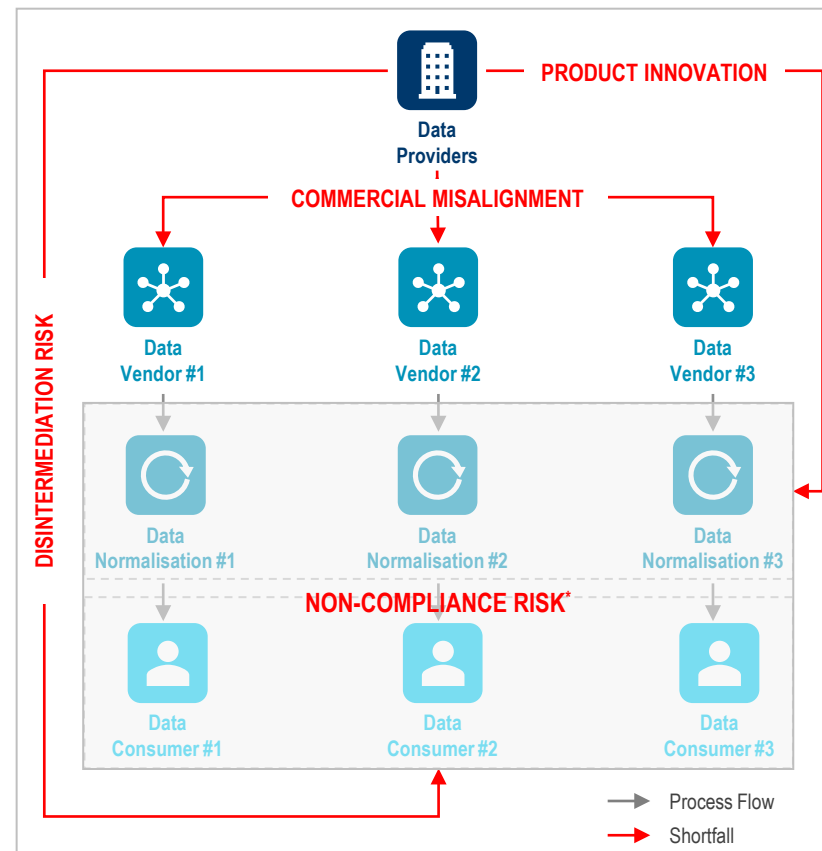 PRODUCT INNOVATION
Data
Providers
COMMERCIAL MISALIGNMENT
DISINTERMEDIATION RISK
Data
Vendor #1
Data
Vendor #2
Data
Vendor #3
Data
Normalisation #1
Data
Normalisation #2
Data
Normalisation #3
NON-COMPLIANCE RISK*
Data
Consumer #1
Data
Consumer #2
Data
Consumer #3
Process Flow
Shortfall